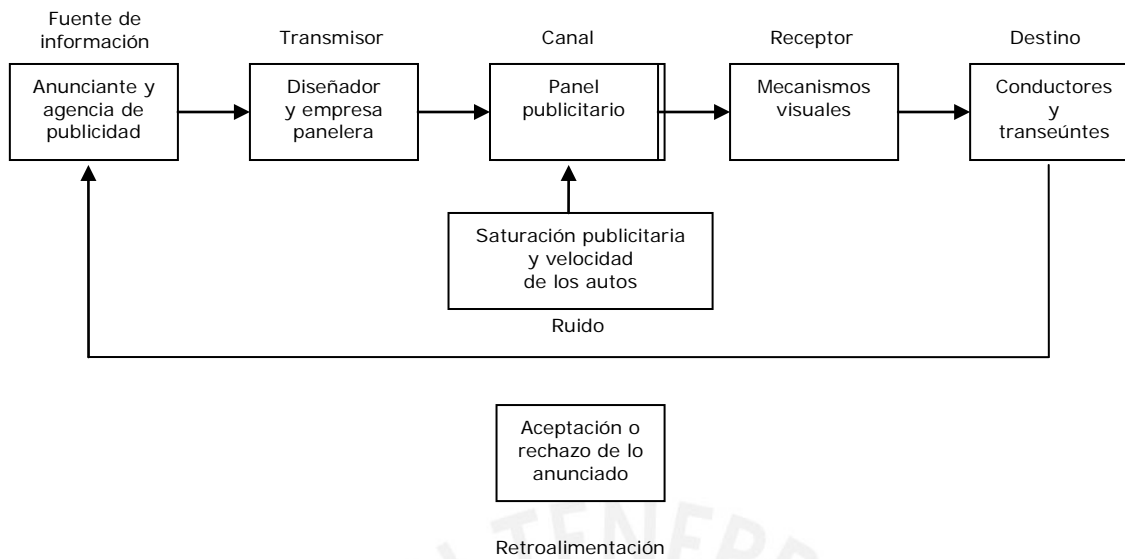 Fuente de
información
Transmisor
Canal
Receptor
Destino
Anunciante y
agencia de
publicidad
Diseñador
y empresa
panelera
Panel
publicitario
Mecanismos
visuales
Conductores
y
transeúntes
Saturación publicitaria
y velocidad
de los autos
Ruido
Aceptación o
rechazo de lo
anunciado
TENEBR
Retroalimentación